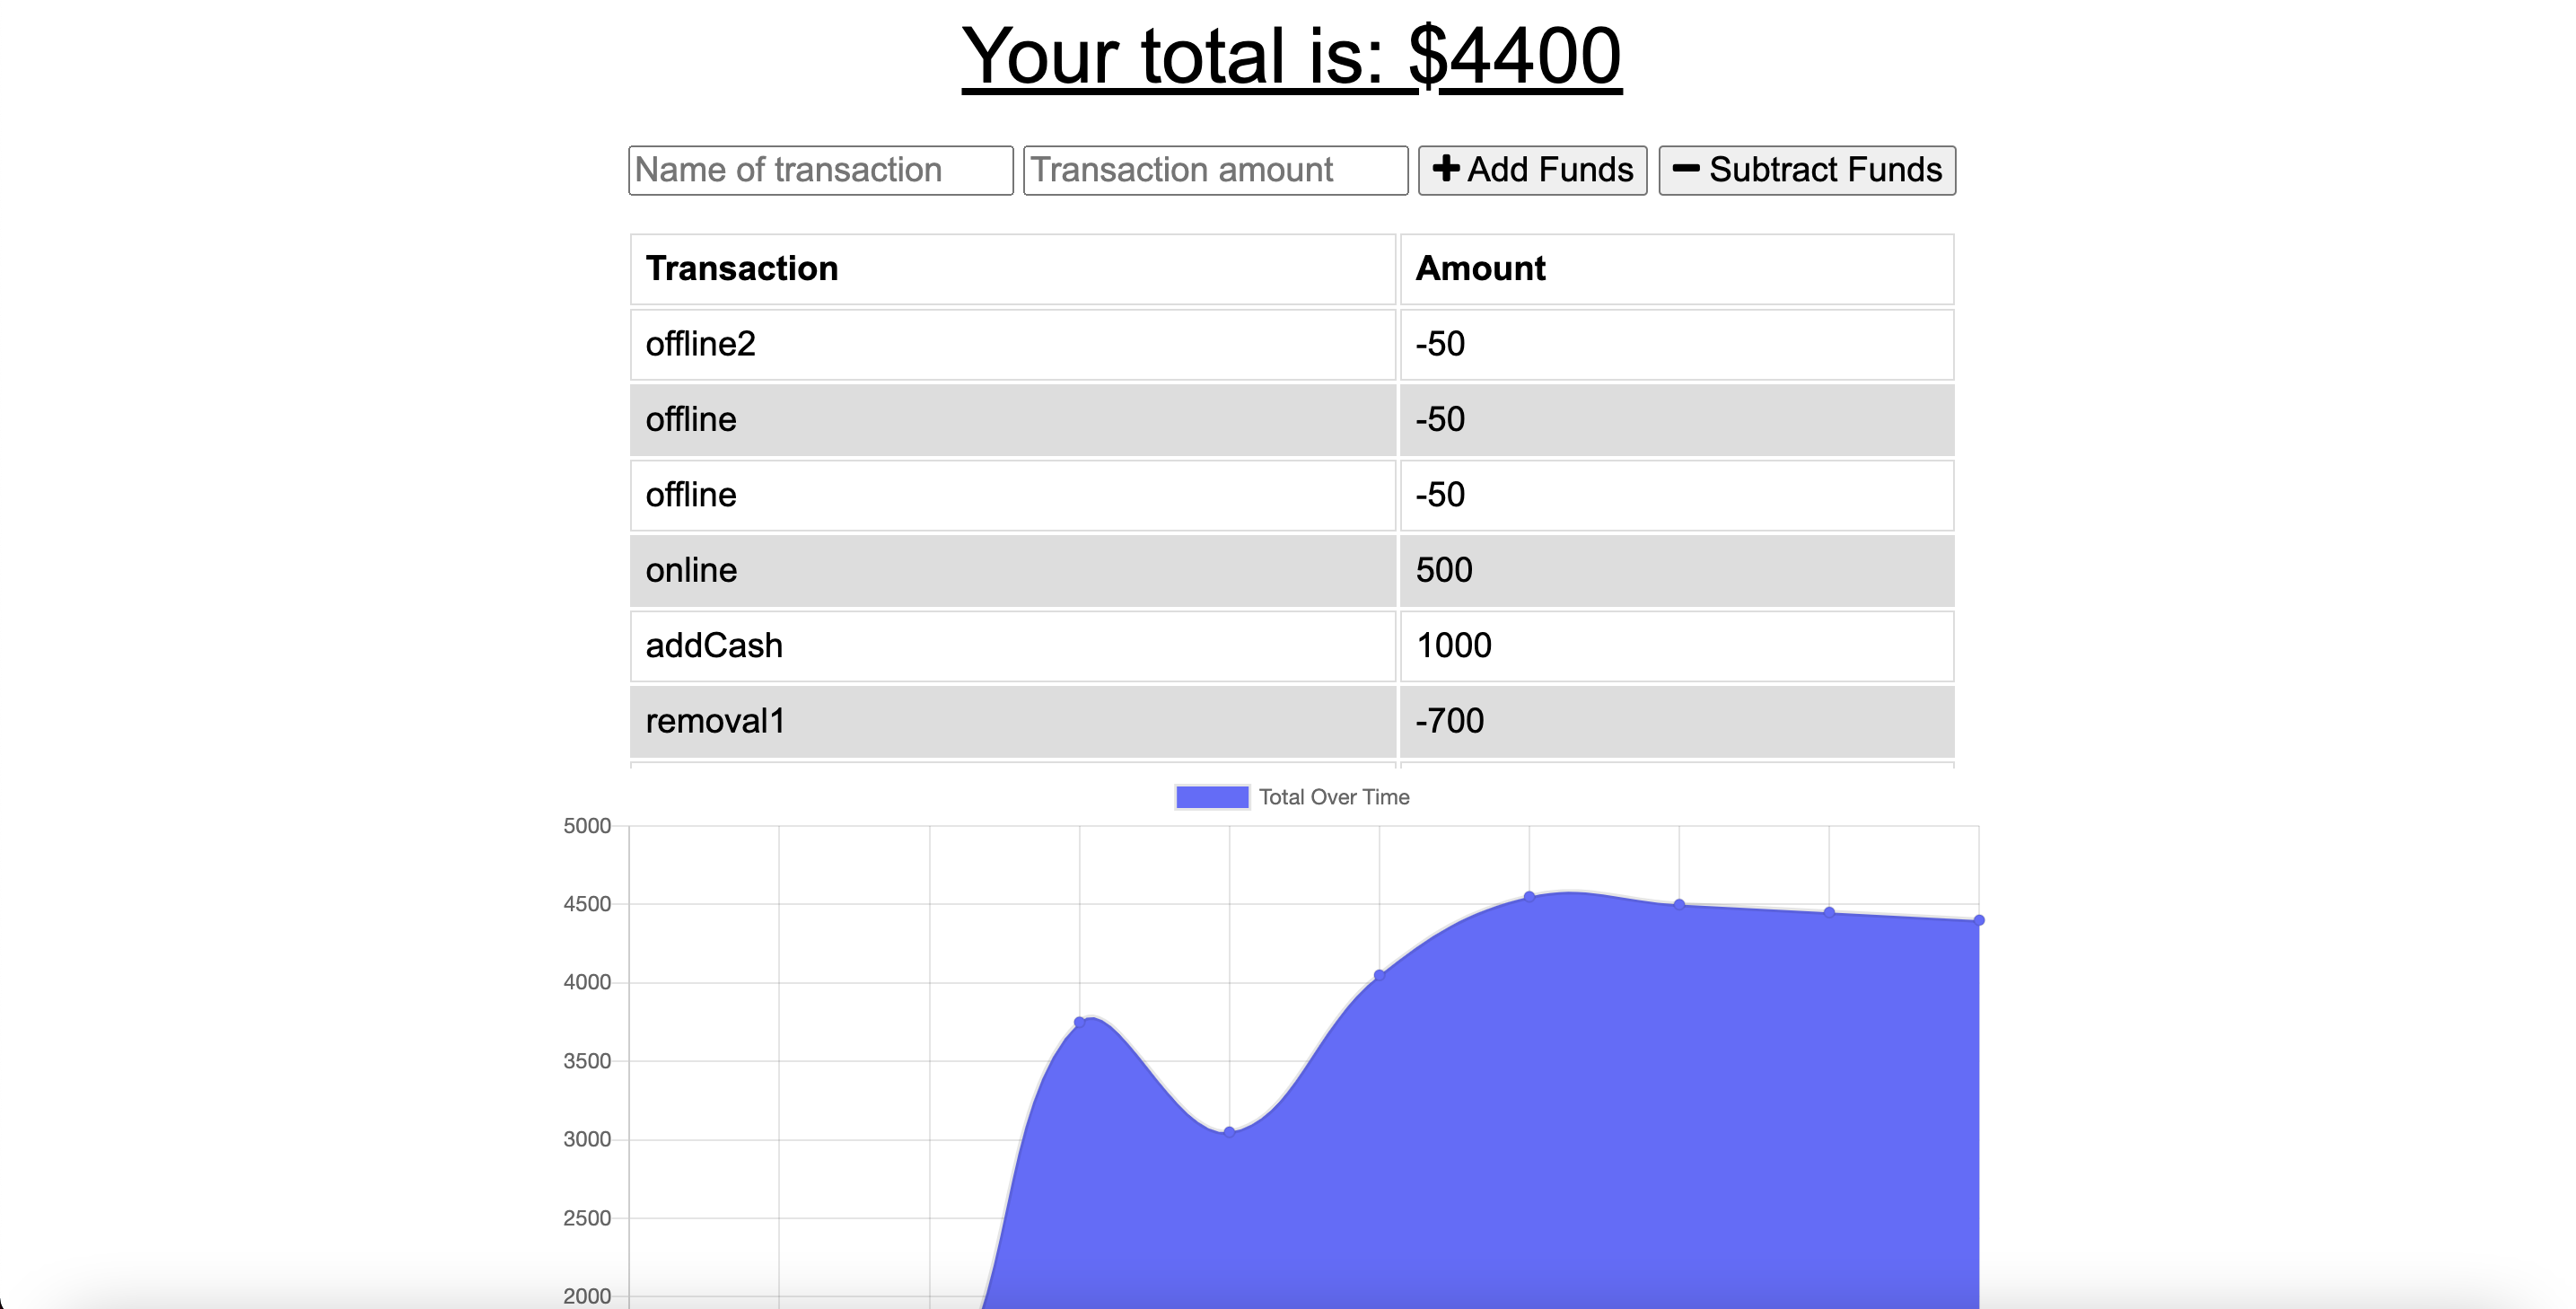 Your total is: $4400
Name of transaction Transaction amount + Add Funds − Subtract Funds
Transaction Amount
offline2 -50
offline -50
offline -50
online 500
addCash 1000
removal1 -700
Total Over Time
5000
4500
4000
3500
3000
2500
2000